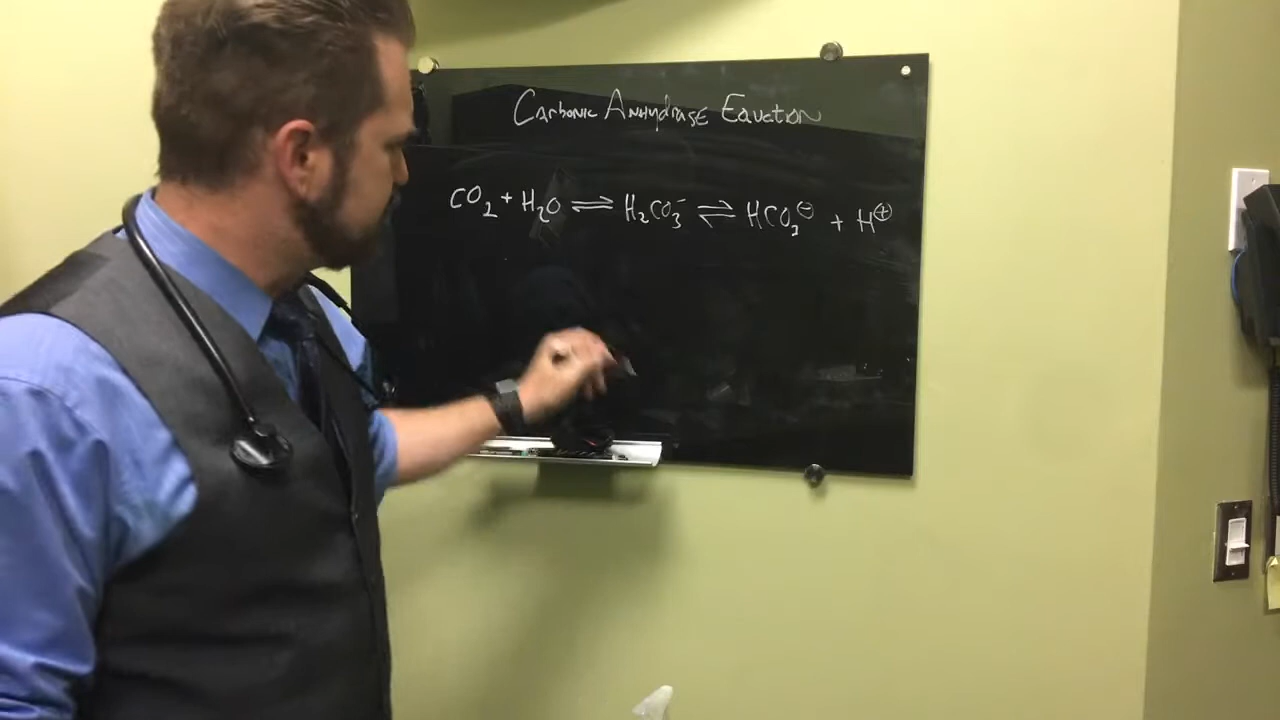 Carbonic Anhydrase Equation
CO₂ + H₂O ⇌ H₂CO₃⁻ ⇌ HCO₃⊖ + H⊕